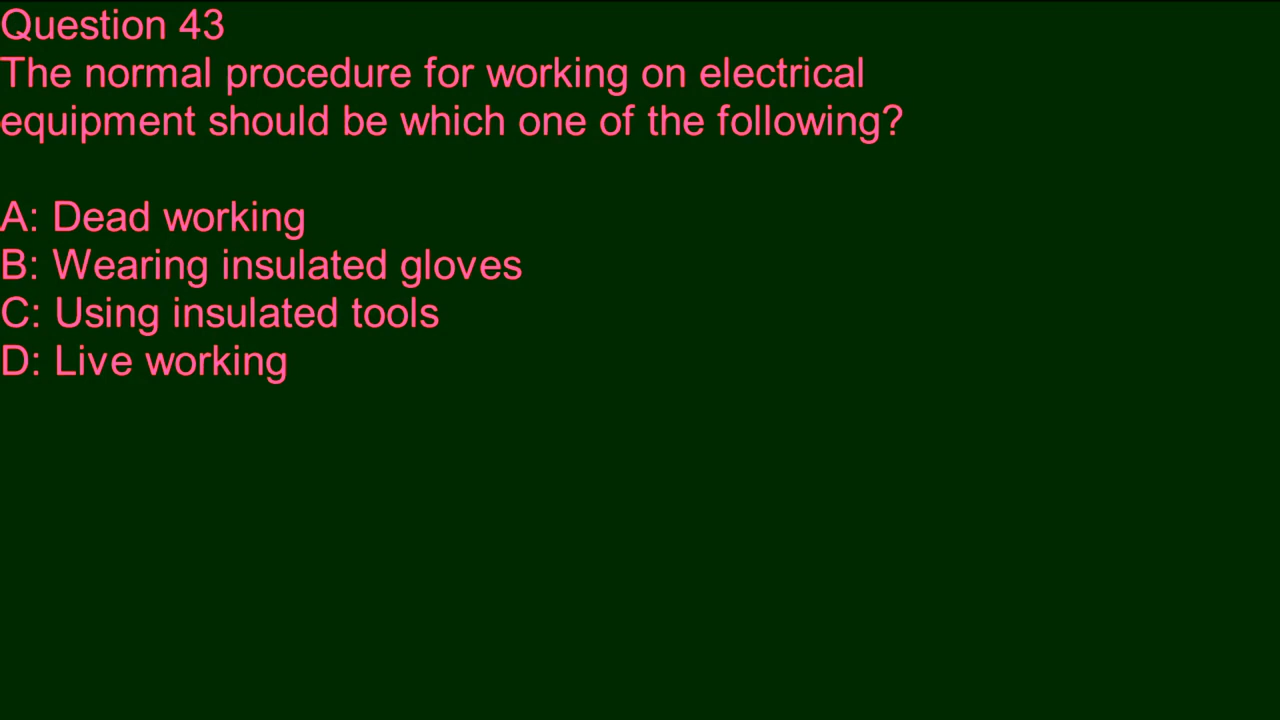 Question 43
The normal procedure for working on electrical
equipment should be which one of the following?
A: Dead working
B: Wearing insulated gloves
C: Using insulated tools
D: Live working